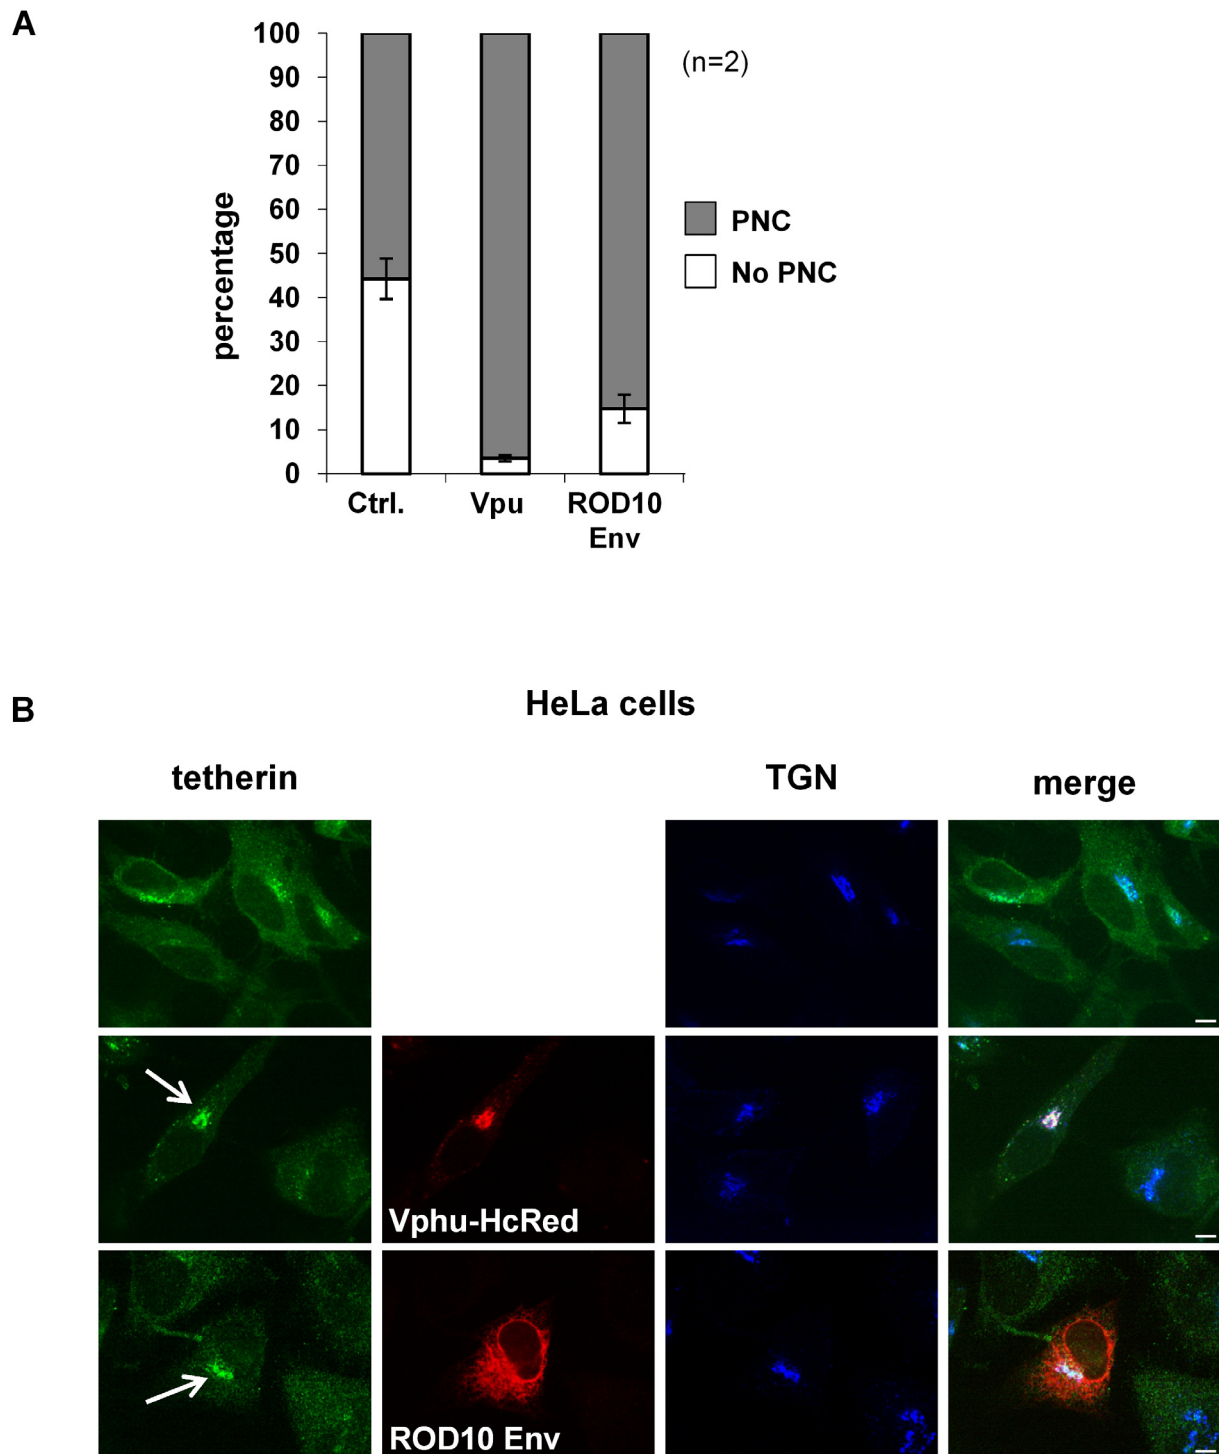 A
100
90
80
70
60
50
40
30
20
10
0
percentage
(n=2)
PNC
No PNC
Ctrl.
Vpu
ROD10
Env
B
HeLa cells
tetherin
TGN
merge
Vphu-HcRed
ROD10 Env